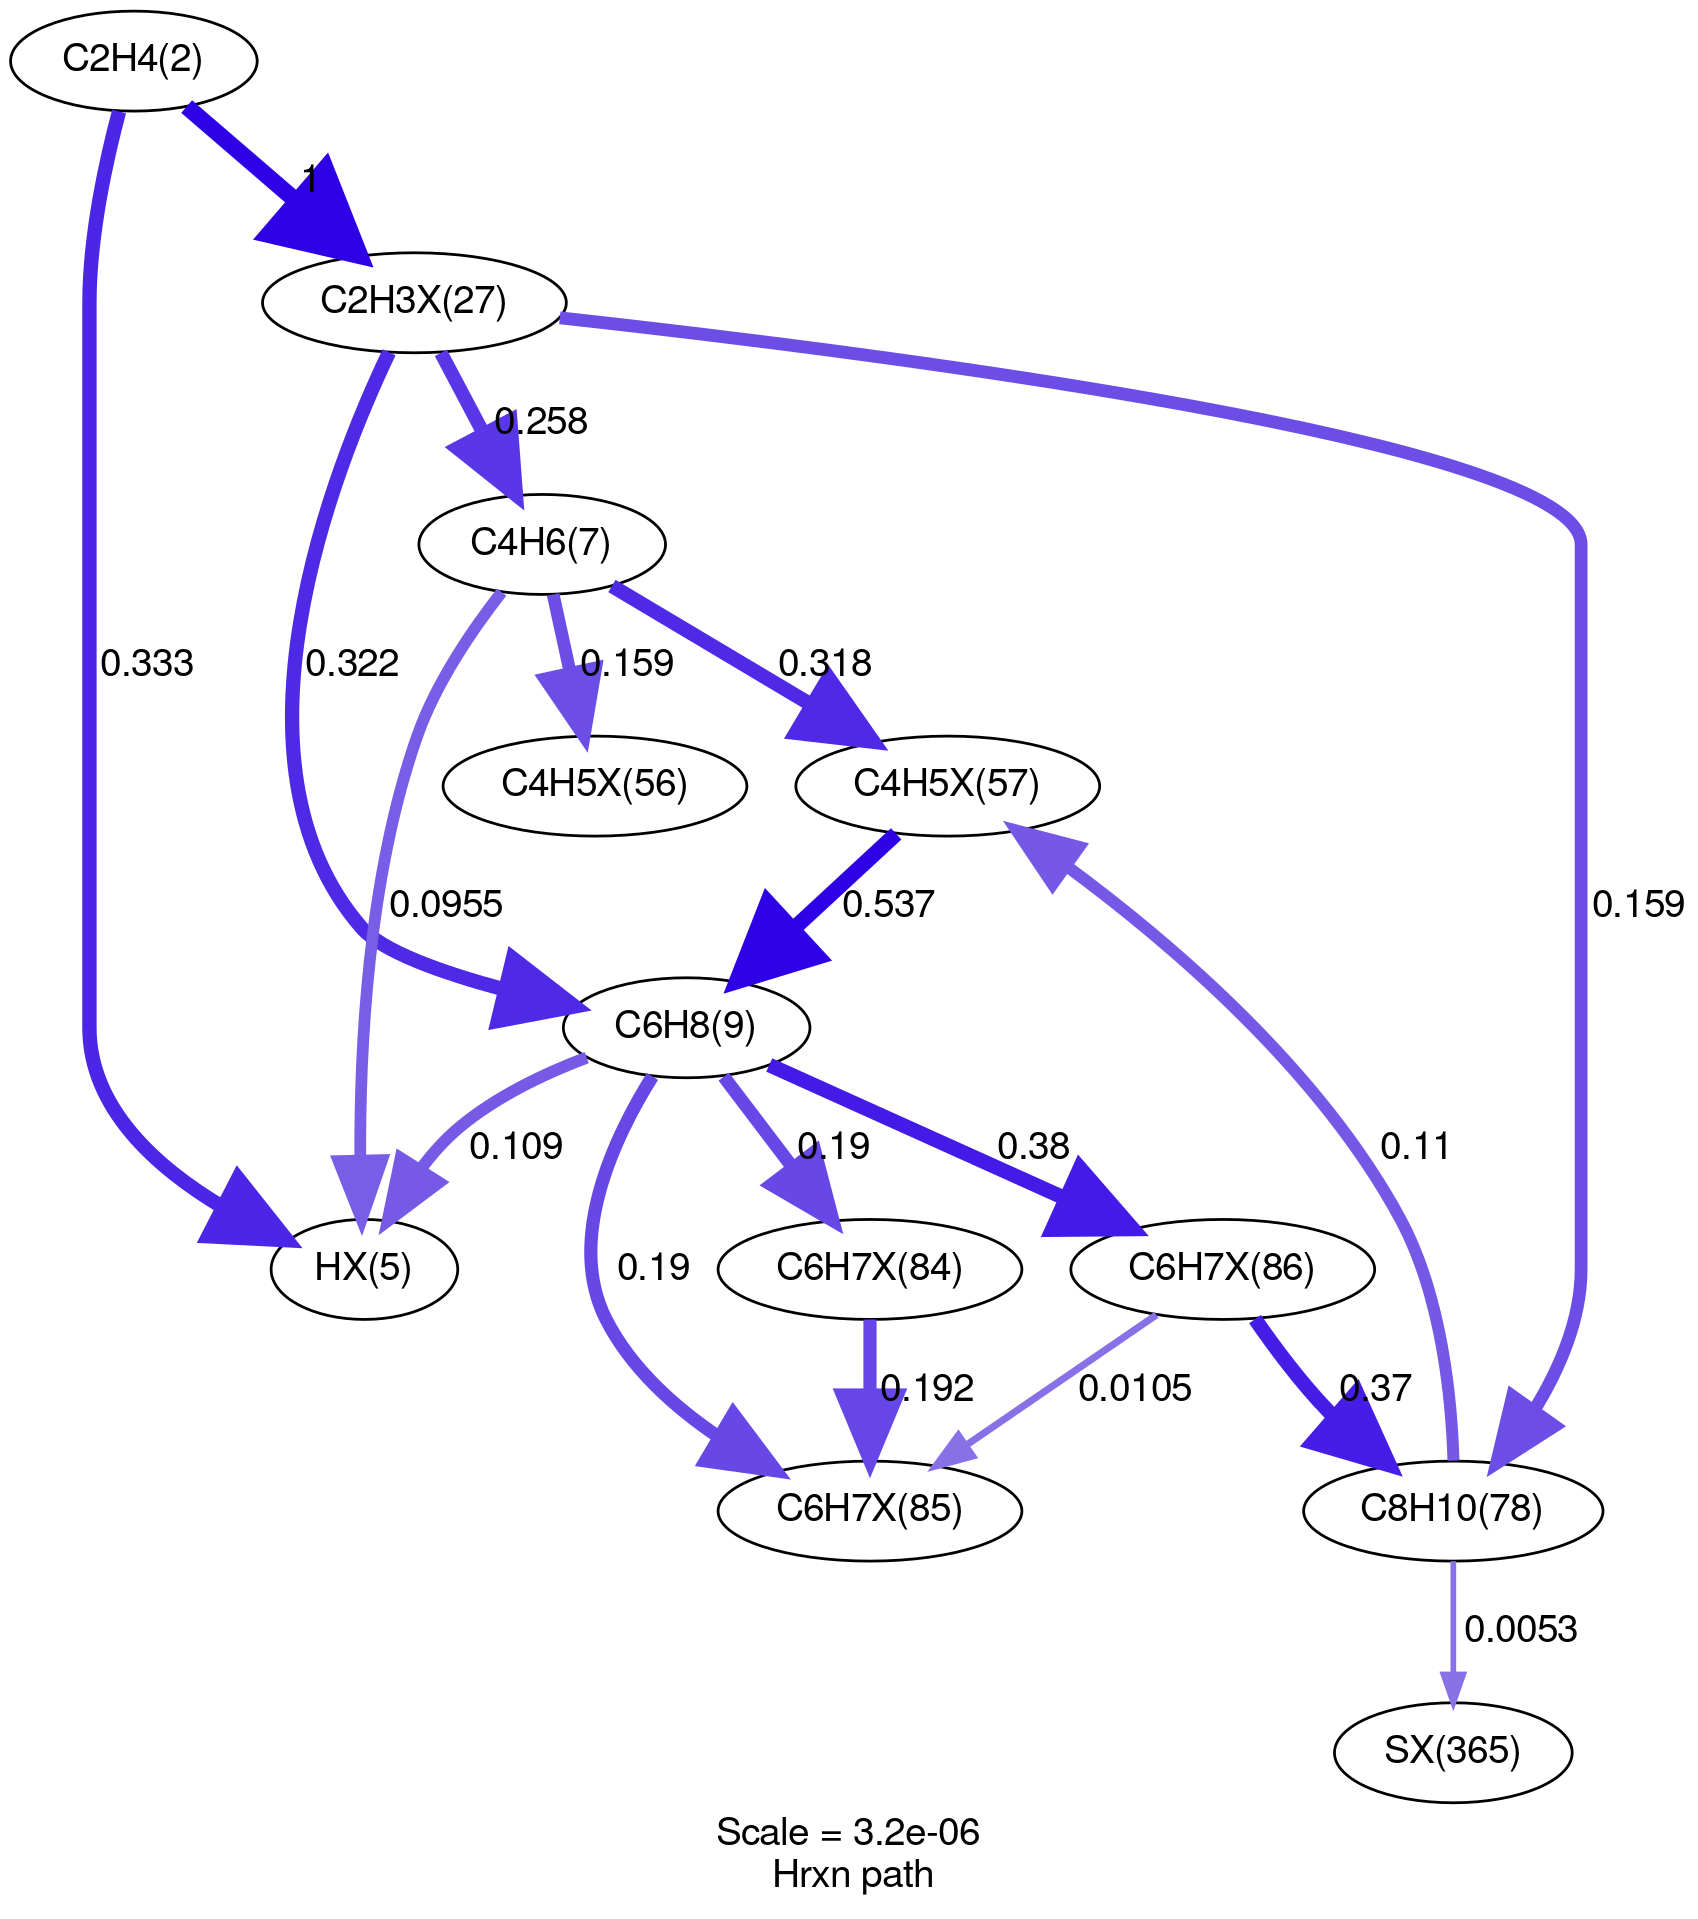 C2H4(2)
1
C2H3X(27)
0.258
C4H6(7)
0.333
0.322
0.159
0.318
C4H5X(56)
C4H5X(57)
0.0955
0.537
0.159
C6H8(9)
0.109
0.19
0.38
0.11
HX(5)
0.19
C6H7X(84)
C6H7X(86)
0.192
0.0105
0.37
C6H7X(85)
C8H10(78)
0.0053
SX(365)
Scale = 3.2e-06
Hrxn path